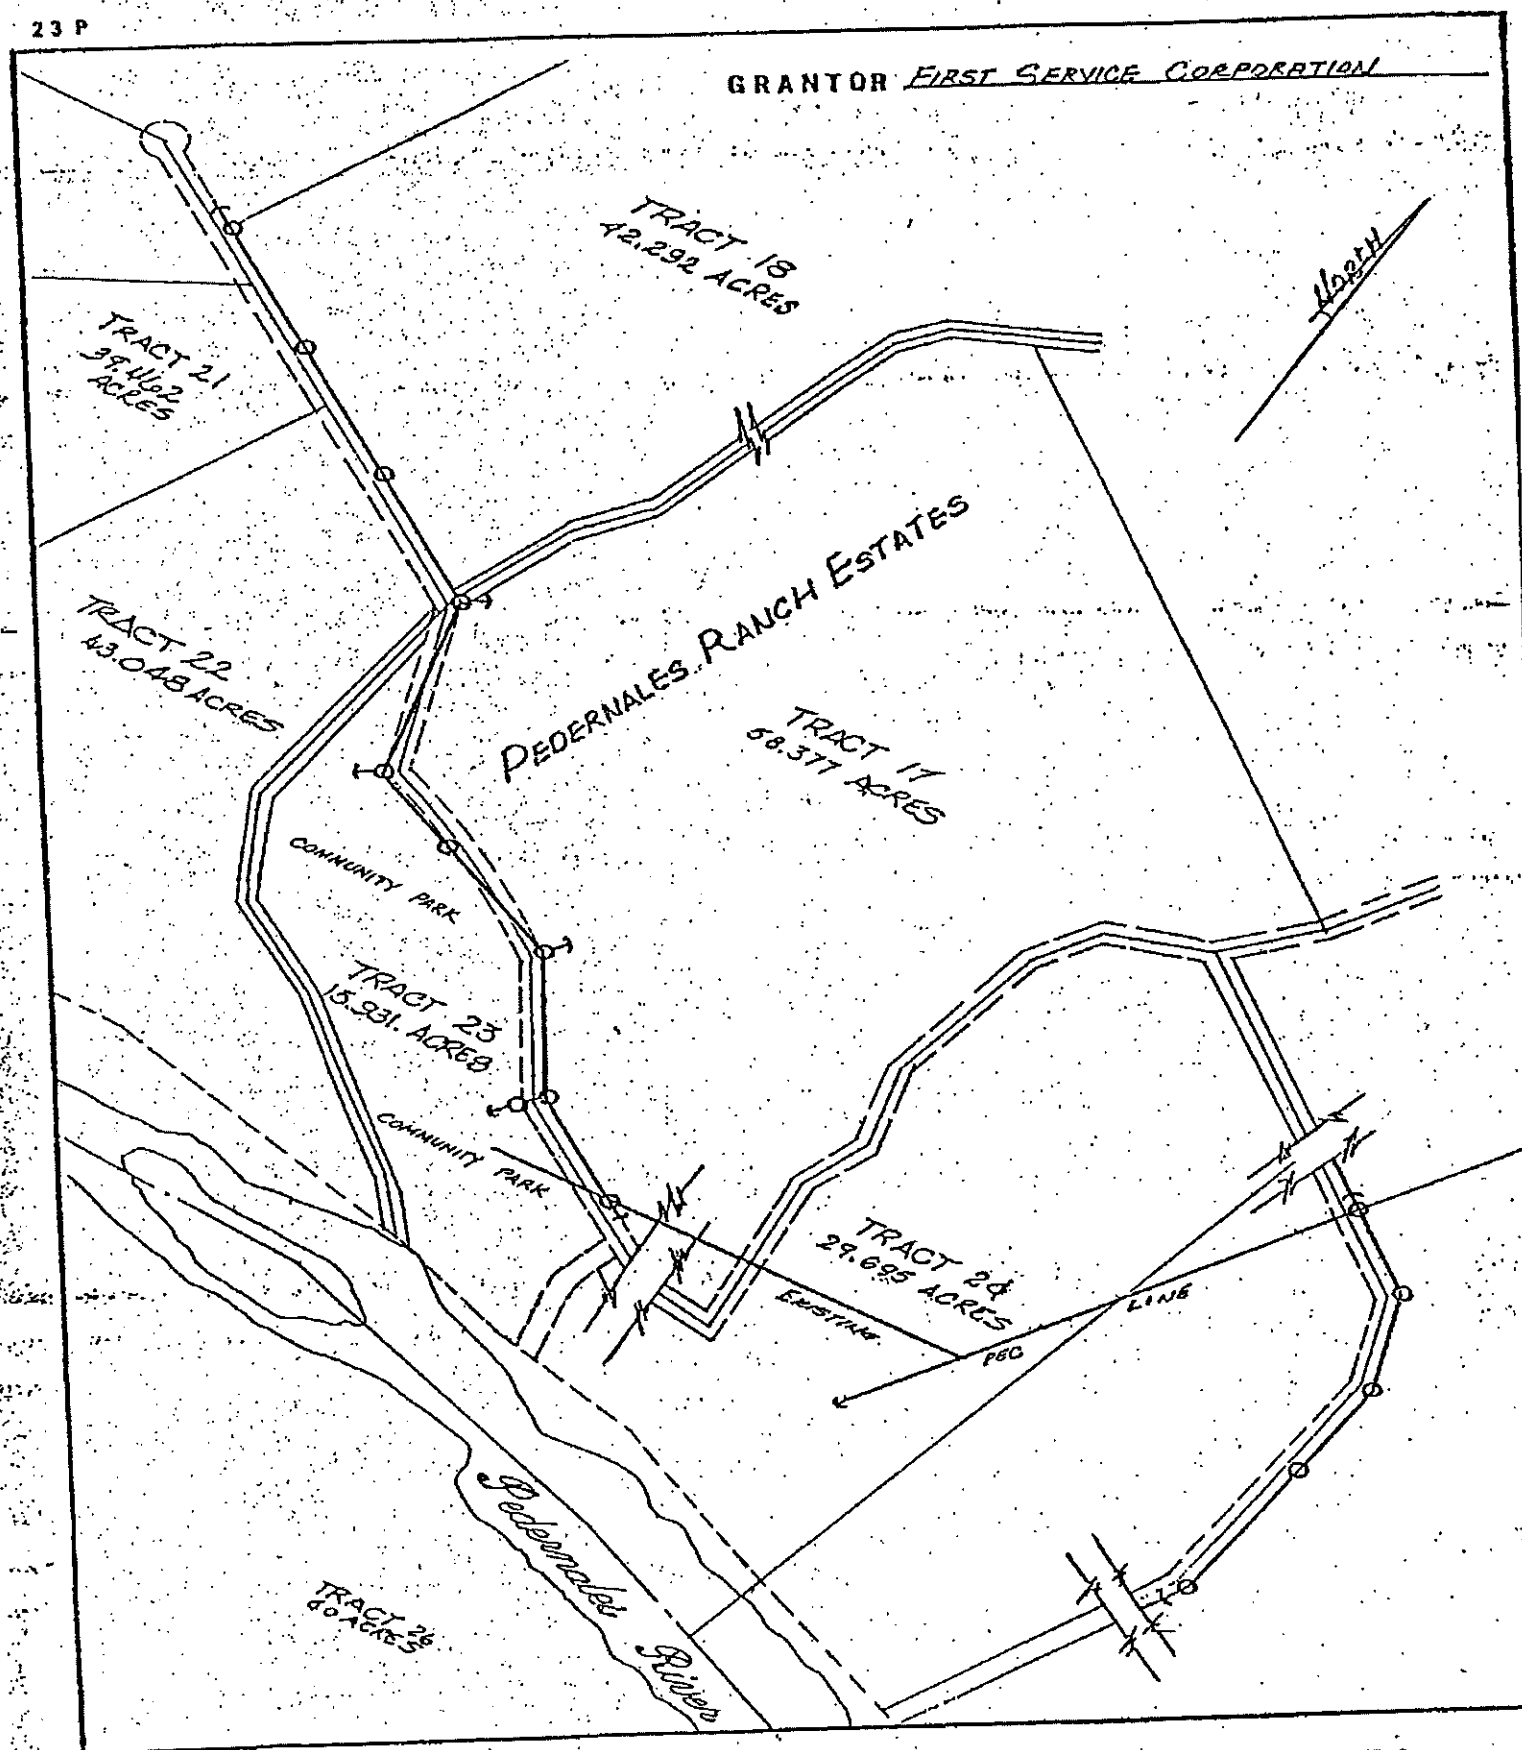 23 P
GRANTOR FIRST SERVICE CORPORATION
TRACT 18
42.292 ACRES
NORTH
TRACT 21
39.462
ACRES
TRACT 22
43.048 ACRES
PEDERNALES RANCH ESTATES
TRACT 17
58.377 ACRES
COMMUNITY PARK
TRACT 23
15.931. ACRES
COMMUNITY PARK
TRACT 24
29.695 ACRES
EXISTING
PEC
LINE
Pedernales
River
TRACT 26
40 ACRES